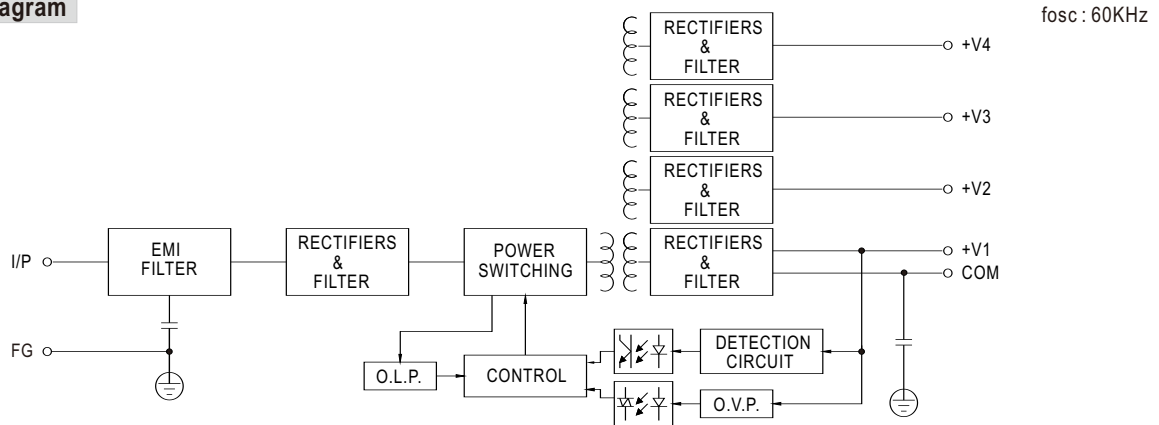 agram
fosc : 60KHz
RECTIFIERS
&
FILTER
+V4
RECTIFIERS
&
FILTER
+V3
RECTIFIERS
&
FILTER
+V2
I/P
EMI
FILTER
RECTIFIERS
&
FILTER
POWER
SWITCHING
RECTIFIERS
&
FILTER
+V1
COM
FG
O.L.P.
CONTROL
DETECTION
CIRCUIT
O.V.P.